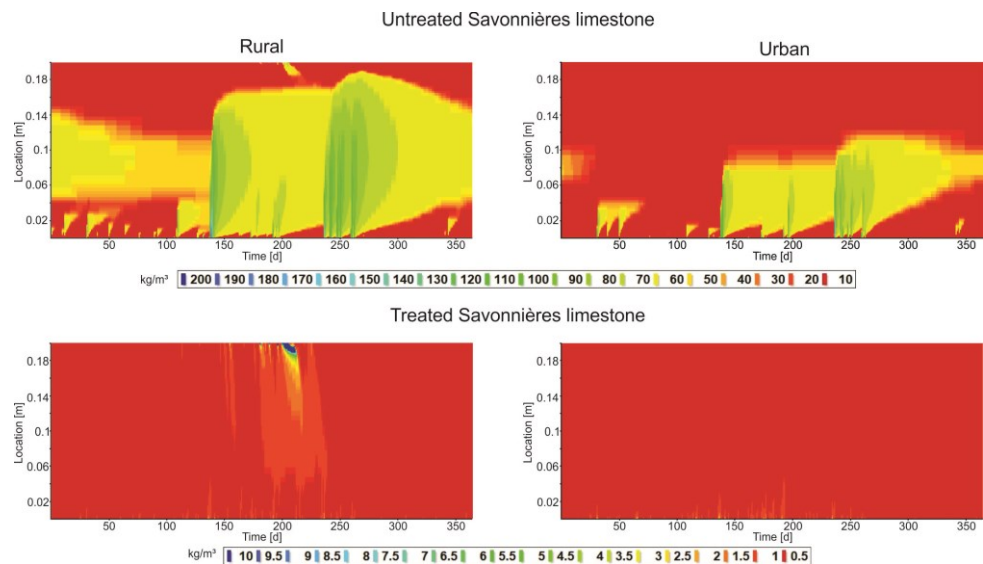 Untreated Savonnières limestone
Rural
Urban
Location [m]
0.18
0.14
0.1
0.06
0.02
50 100 150 200 250 300 350
Time [d]
Location [m]
0.18
0.14
0.1
0.06
0.02
50 100 150 200 250 300 350
Time [d]
kg/m³ 200 190 180 170 160 150 140 130 120 110 100 90 80 70 60 50 40 30 20 10
Treated Savonnières limestone
Location [m]
0.18
0.14
0.1
0.06
0.02
50 100 150 200 250 300 350
Time [d]
Location [m]
0.18
0.14
0.1
0.06
0.02
50 100 150 200 250 300 350
Time [d]
kg/m³ 10 9.5 9 8.5 8 7.5 7 6.5 6 5.5 5 4.5 4 3.5 3 2.5 2 1.5 1 0.5